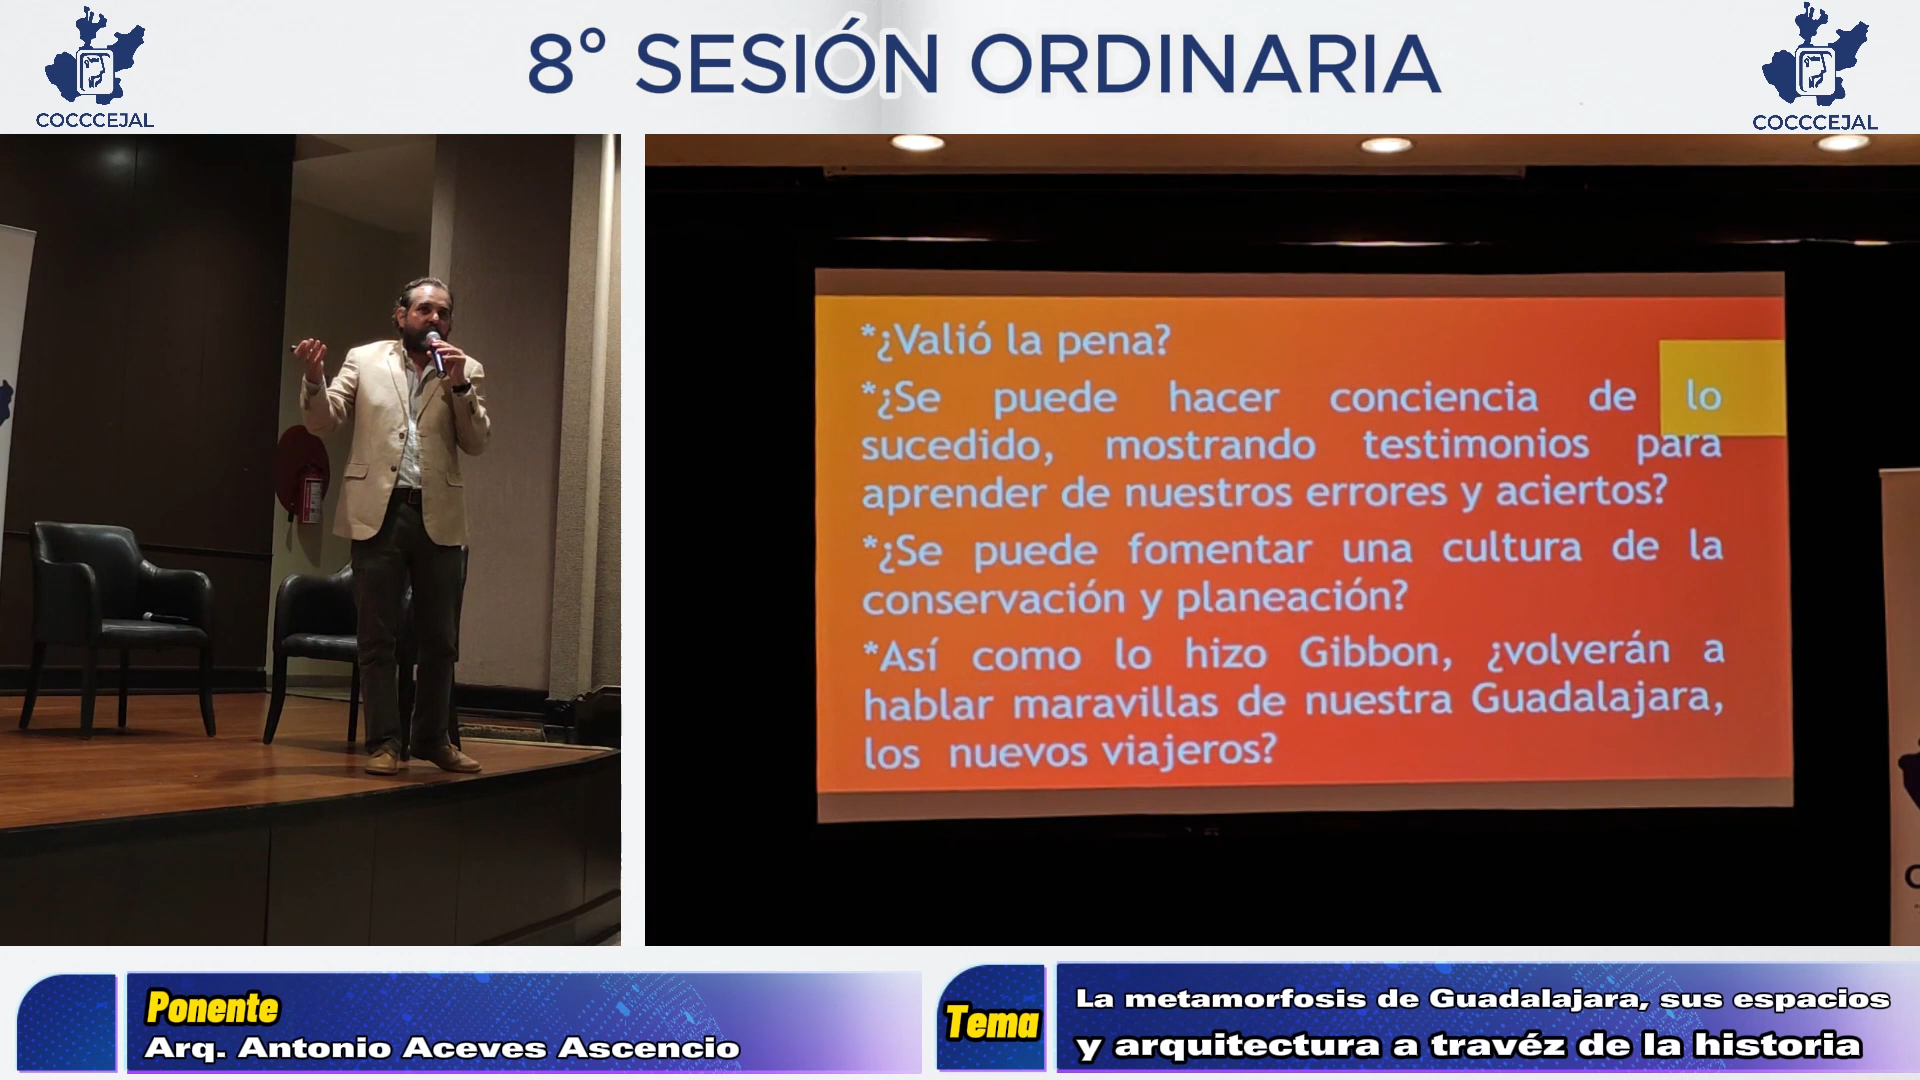 8° SESIÓN ORDINARIA
COCCCEJAL
COCCCEJAL
*¿Valió la pena?
*¿Se puede hacer conciencia de lo
sucedido, mostrando testimonios para
aprender de nuestros errores y aciertos?
*¿Se puede fomentar una cultura de la
conservación y planeación?
*Así como lo hizo Gibbon, ¿volverán a
hablar maravillas de nuestra Guadalajara,
los nuevos viajeros?
Ponente
Arq. Antonio Aceves Ascencio
Tema
La metamorfosis de Guadalajara, sus espacios
y arquitectura a travéz de la historia